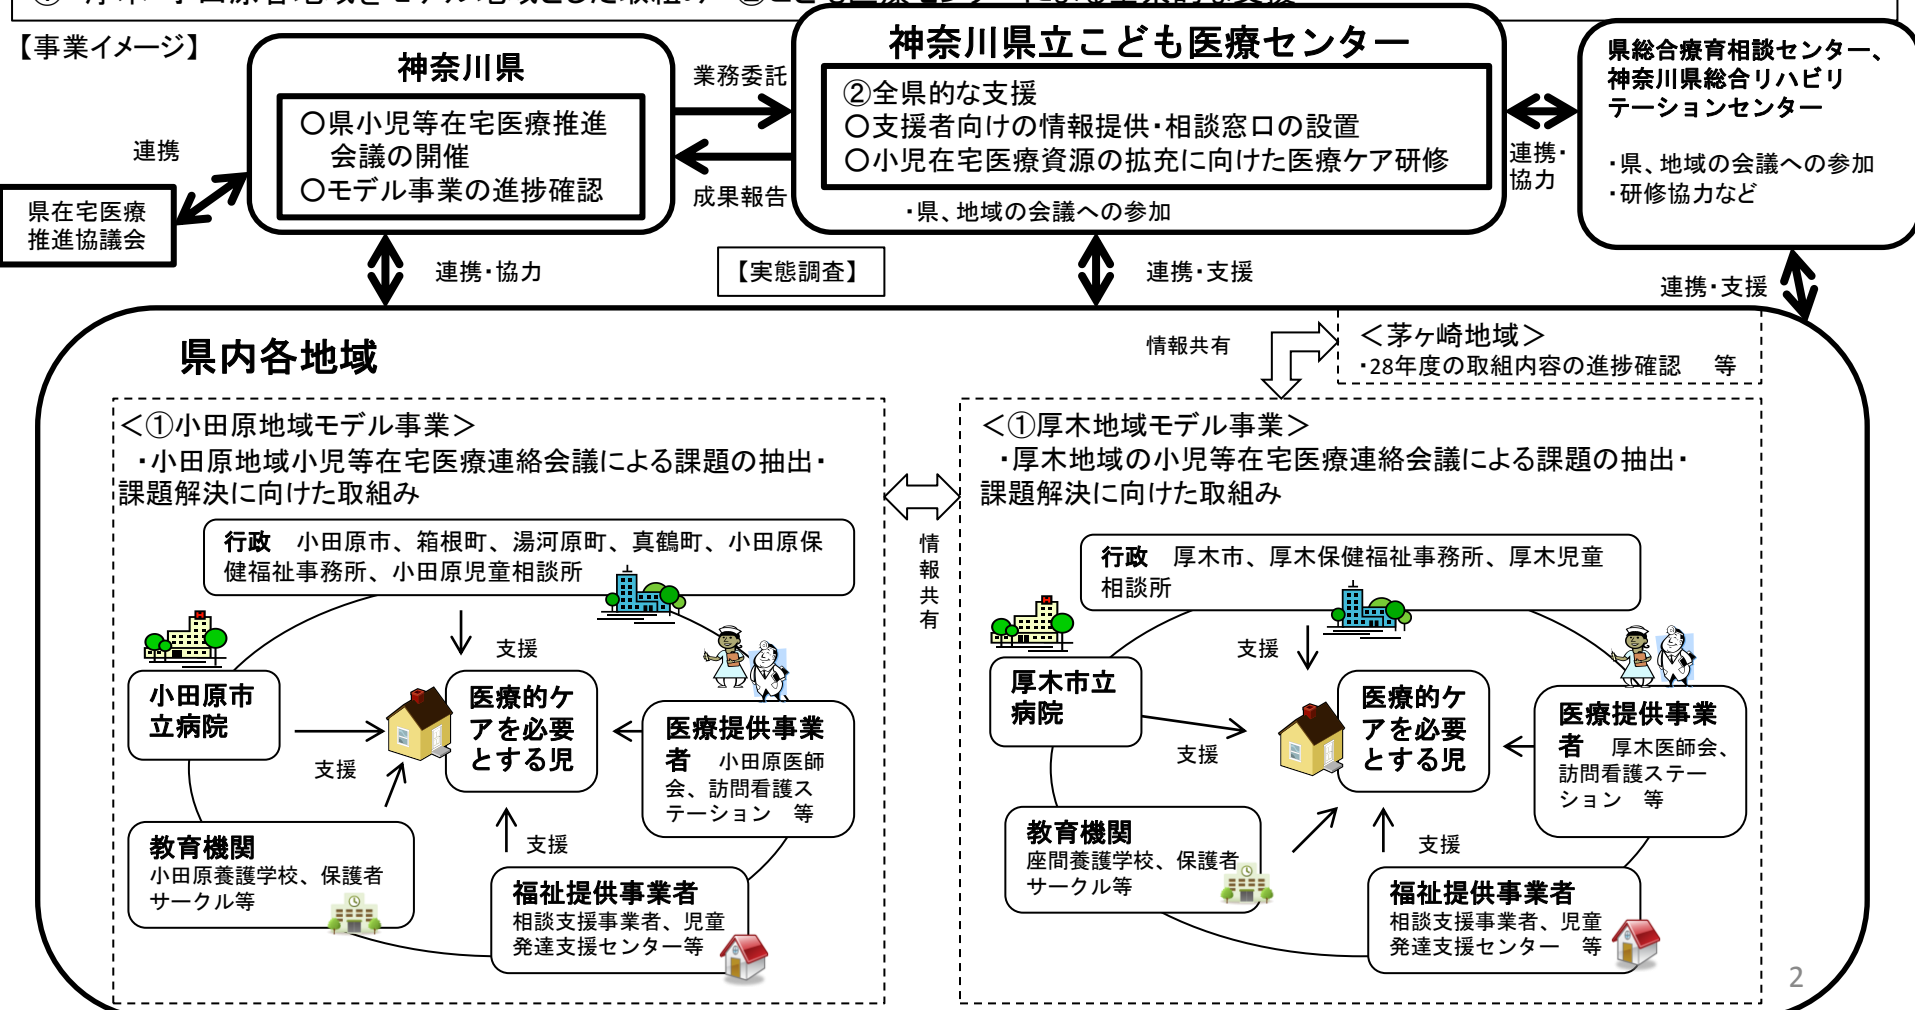 【事業イメージ】
神奈川県
〇県小児等在宅医療推進
会議の開催
〇モデル事業の進捗確認
業務委託
成果報告
神奈川県立こども医療センター
②全県的な支援
〇支援者向けの情報提供・相談窓口の設置
〇小児在宅医療資源の拡充に向けた医療ケア研修
・県、地域の会議への参加
連携・
協力
県総合療育相談センター、
神奈川県総合リハビリ
テーションセンター
・県、地域の会議への参加
・研修協力など
連携
県在宅医療
推進協議会
連携・協力
【実態調査】
連携・支援
連携・支援
県内各地域
情報共有
＜茅ヶ崎地域＞
・28年度の取組内容の進捗確認　等
＜①小田原地域モデル事業＞
・小田原地域小児等在宅医療連絡会議による課題の抽出・
課題解決に向けた取組み
行政　小田原市、箱根町、湯河原町、真鶴町、小田原保
健福祉事務所、小田原児童相談所
支援
小田原市
立病院
医療的ケ
アを必要
とする児
医療提供事業
者　小田原医師
会、訪問看護ス
テーション　等
支援
教育機関
小田原養護学校、保護者
サークル等
支援
福祉提供事業者
相談支援事業者、児童
発達支援センター等
情
報
共
有
＜①厚木地域モデル事業＞
・厚木地域の小児等在宅医療連絡会議による課題の抽出・
課題解決に向けた取組み
行政　厚木市、厚木保健福祉事務所、厚木児童
相談所
支援
厚木市立
病院
医療的ケ
アを必要
とする児
医療提供事業
者　厚木医師会、
訪問看護ステー
ション　等
支援
教育機関
座間養護学校、保護者
サークル等
支援
福祉提供事業者
相談支援事業者、児童
発達支援センター　等
2